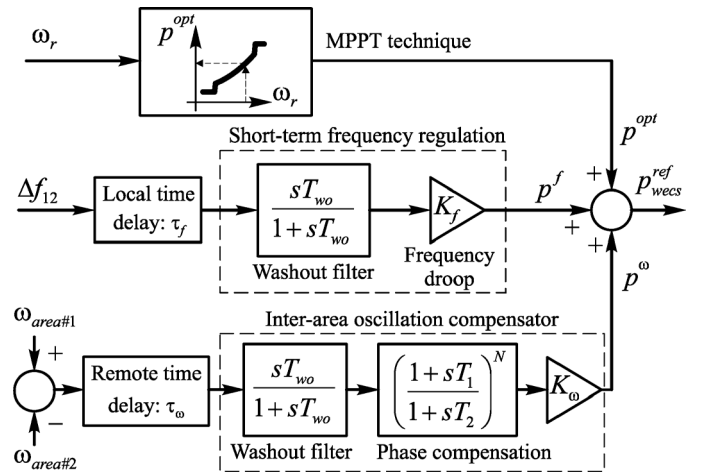 ω_r
p^opt
ω_r
MPPT technique
p^opt
Short-term frequency regulation
Δf_12
Local time
delay: τ_f
sT_wo
1 + sT_wo
Washout filter
K_f
Frequency
droop
p^f
+
+
+
p^ref_wecs
p^ω
Inter-area oscillation compensator
ω_area#1
+
−
ω_area#2
Remote time
delay: τ_ω
sT_wo
1 + sT_wo
Washout filter
(1 + sT_1
1 + sT_2)^N
Phase compensation
K_ω